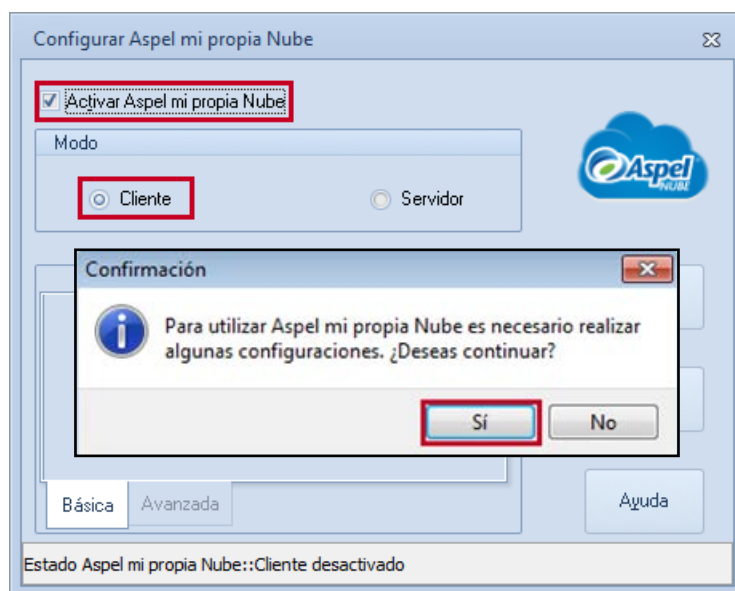 Configurar Aspel mi propia Nube
Activar Aspel mi propia Nube
Modo
Cliente
Servidor
Aspel
NUBE
Confirmación
Para utilizar Aspel mi propia Nube es necesario realizar
algunas configuraciones. ¿Deseas continuar?
Sí
No
Básica
Avanzada
Ayuda
Estado Aspel mi propia Nube::Cliente desactivado